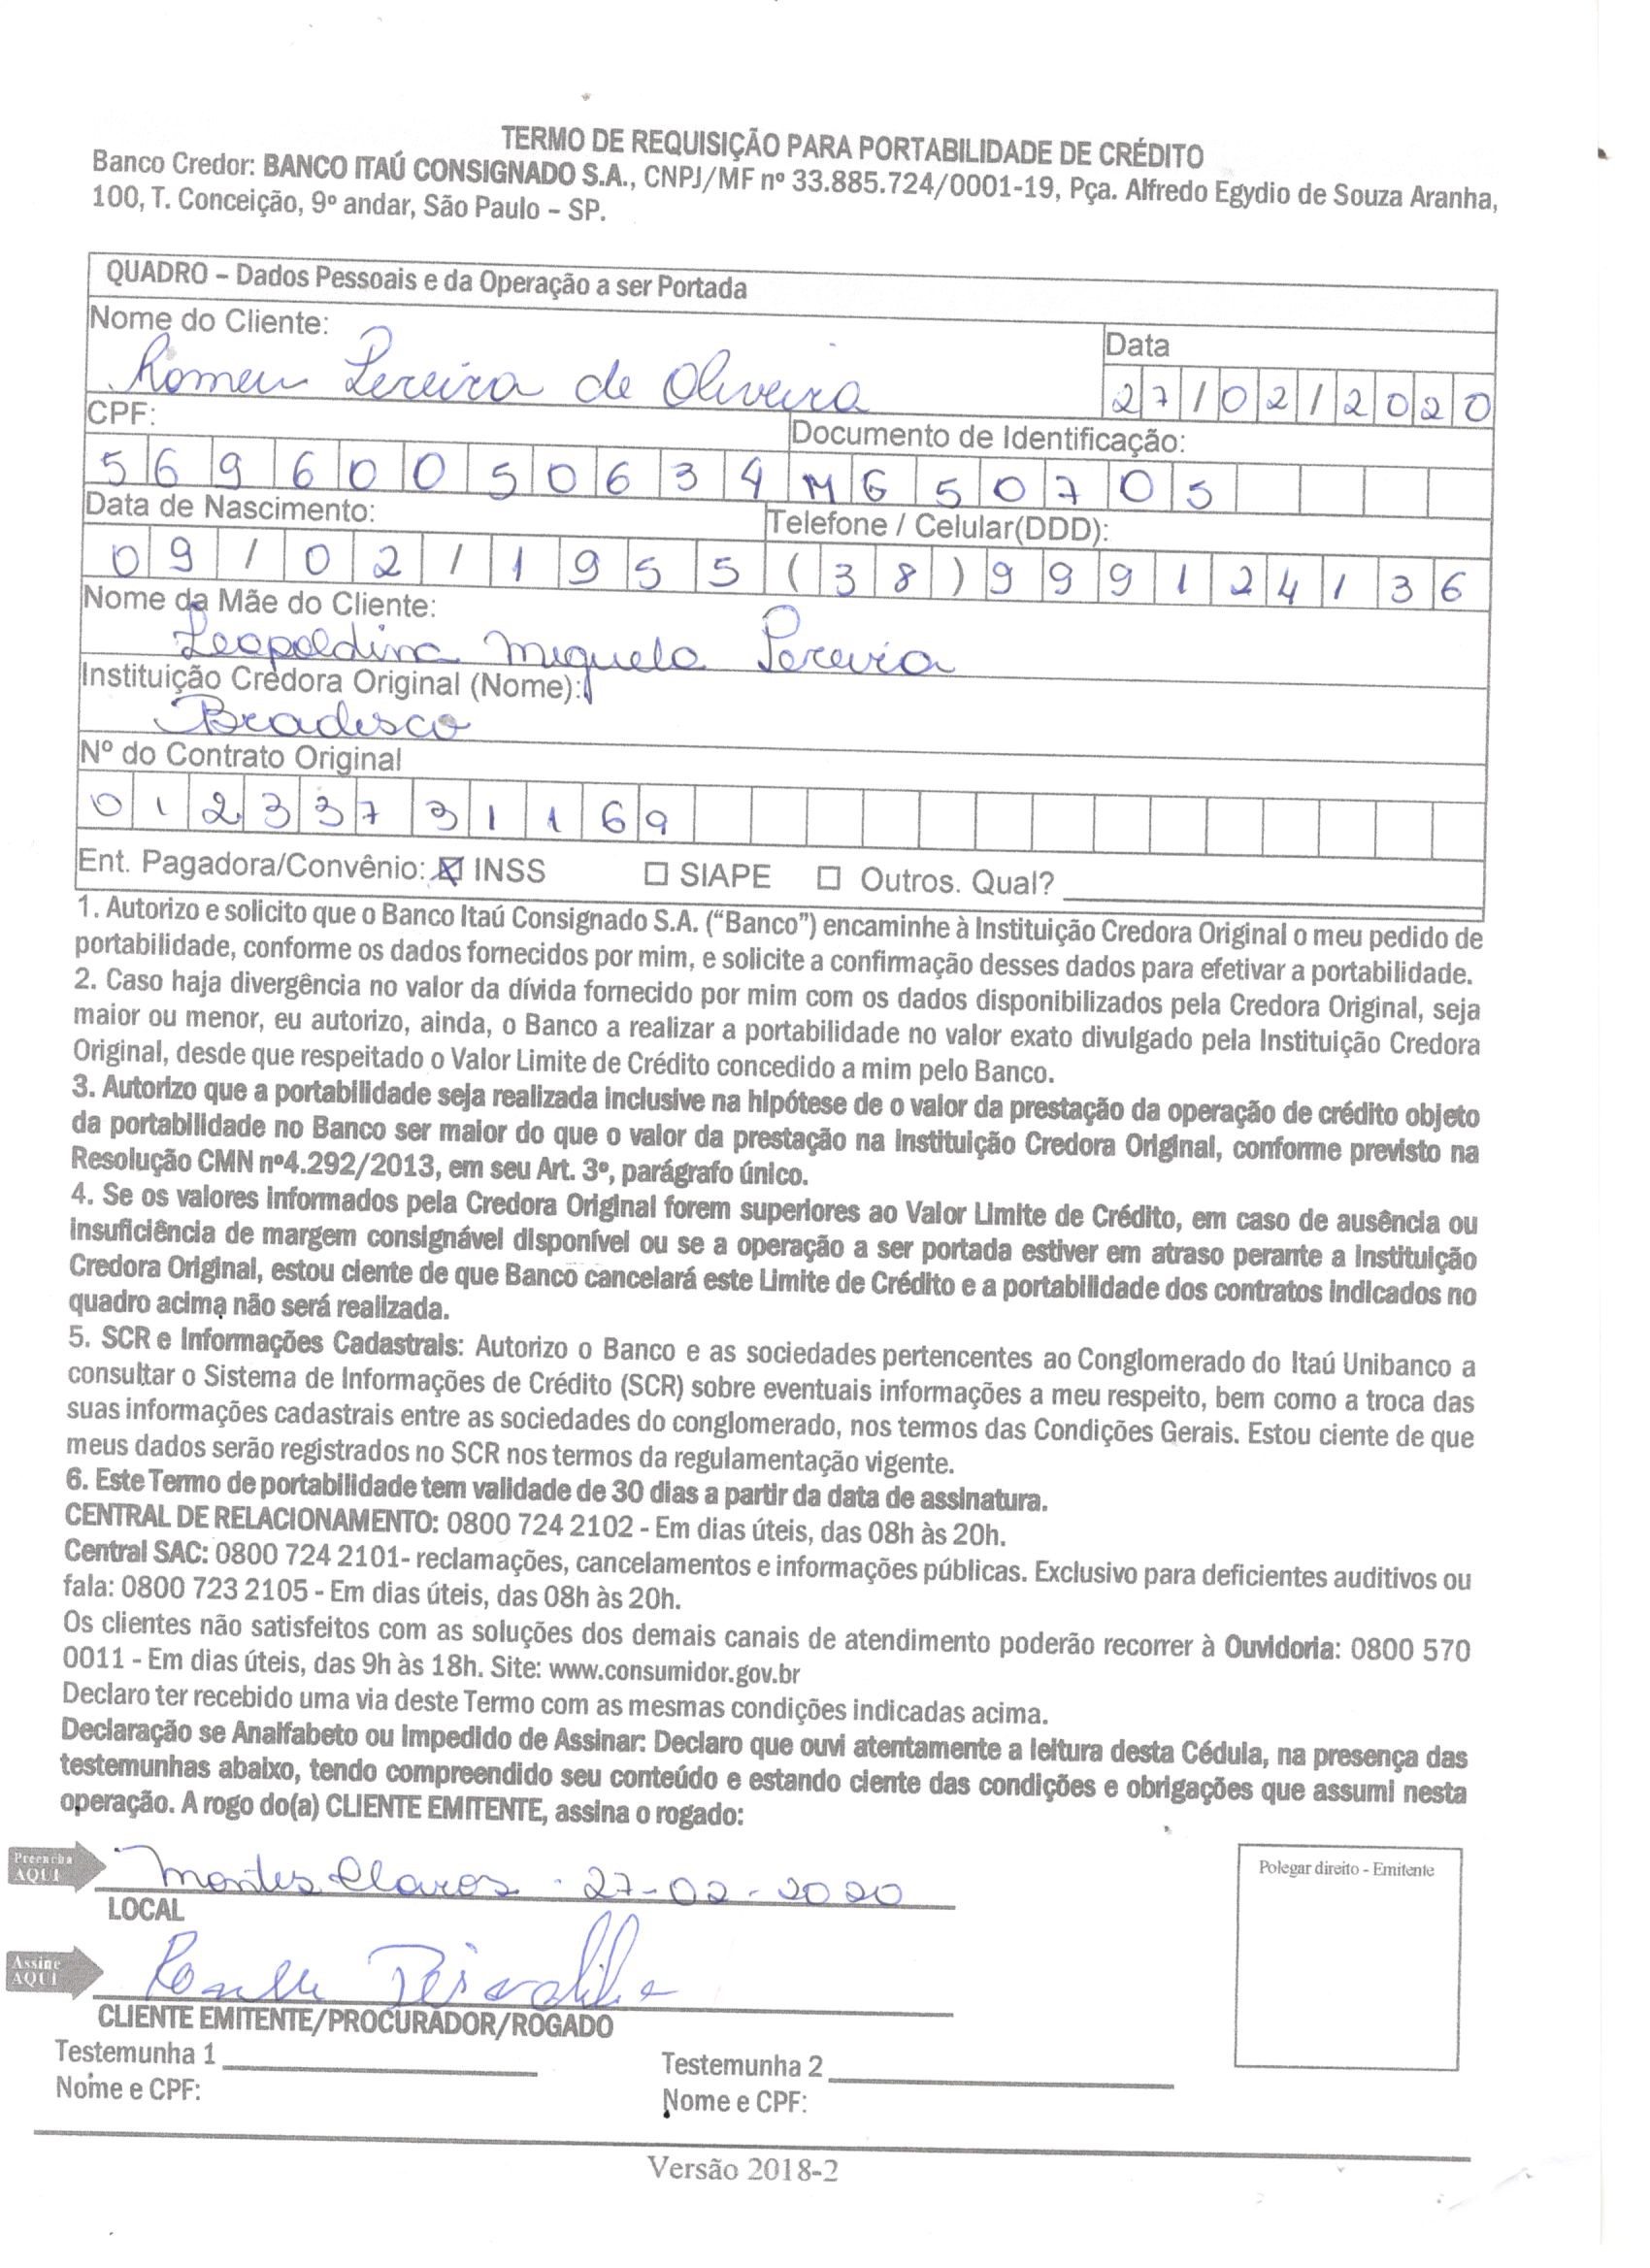 TERMO DE REQUISIÇÃO PARA PORTABILIDADE DE CRÉDITO
Banco Credor: BANCO ITAÚ CONSIGNADO S.A., CNPJ/MF nº 33.885.724/0001-19, Pça. Alfredo Egydio de Souza Aranha,
100, T. Conceição, 9º andar, São Paulo – SP.
QUADRO – Dados Pessoais e da Operação a ser Portada
Nome do Cliente:
Data
Romeu Pereira de Oliveira
27/02/2020
CPF:
Documento de Identificação:
56960050634
MG 50705
Data de Nascimento:
Telefone / Celular(DDD):
09/02/1955
(38)999124136
Nome da Mãe do Cliente:
Leopoldina Miquela Pereira
Instituição Credora Original (Nome):
Bradesco
Nº do Contrato Original
01233731169
Ent. Pagadora/Convênio: ☒ INSS ☐ SIAPE ☐ Outros. Qual?
1. Autorizo e solicito que o Banco Itaú Consignado S.A. (“Banco”) encaminhe à Instituição Credora Original o meu pedido de
portabilidade, conforme os dados fornecidos por mim, e solicite a confirmação desses dados para efetivar a portabilidade.
2. Caso haja divergência no valor da dívida fornecido por mim com os dados disponibilizados pela Credora Original, seja
maior ou menor, eu autorizo, ainda, o Banco a realizar a portabilidade no valor exato divulgado pela Instituição Credora
Original, desde que respeitado o Valor Limite de Crédito concedido a mim pelo Banco.
3. Autorizo que a portabilidade seja realizada inclusive na hipótese de o valor da prestação da operação de crédito objeto
da portabilidade no Banco ser maior do que o valor da prestação na Instituição Credora Original, conforme previsto na
Resolução CMN nº4.292/2013, em seu Art. 3º, parágrafo único.
4. Se os valores informados pela Credora Original forem superiores ao Valor Limite de Crédito, em caso de ausência ou
insuficiência de margem consignável disponível ou se a operação a ser portada estiver em atraso perante a Instituição
Credora Original, estou ciente de que Banco cancelará este Limite de Crédito e a portabilidade dos contratos indicados no
quadro acima não será realizada.
5. SCR e Informações Cadastrais: Autorizo o Banco e as sociedades pertencentes ao Conglomerado do Itaú Unibanco a
consultar o Sistema de Informações de Crédito (SCR) sobre eventuais informações a meu respeito, bem como a troca das
suas informações cadastrais entre as sociedades do conglomerado, nos termos das Condições Gerais. Estou ciente de que
meus dados serão registrados no SCR nos termos da regulamentação vigente.
6. Este Termo de portabilidade tem validade de 30 dias a partir da data de assinatura.
CENTRAL DE RELACIONAMENTO: 0800 724 2102 - Em dias úteis, das 08h às 20h.
Central SAC: 0800 724 2101- reclamações, cancelamentos e informações públicas. Exclusivo para deficientes auditivos ou
fala: 0800 723 2105 - Em dias úteis, das 08h às 20h.
Os clientes não satisfeitos com as soluções dos demais canais de atendimento poderão recorrer à Ouvidoria: 0800 570
0011 - Em dias úteis, das 9h às 18h. Site: www.consumidor.gov.br
Declaro ter recebido uma via deste Termo com as mesmas condições indicadas acima.
Declaração se Analfabeto ou Impedido de Assinar: Declaro que ouvi atentamente a leitura desta Cédula, na presença das
testemunhas abaixo, tendo compreendido seu conteúdo e estando ciente das condições e obrigações que assumi nesta
operação. A rogo do(a) CLIENTE EMITENTE, assina o rogado:
Preencha
AQUI
Montes Claros - 27-02-2020
LOCAL
Polegar direito - Emitente
Assine
AQUI
CLIENTE EMITENTE/PROCURADOR/ROGADO
Testemunha 1
Testemunha 2
Nome e CPF:
Nome e CPF:
Versão 2018-2